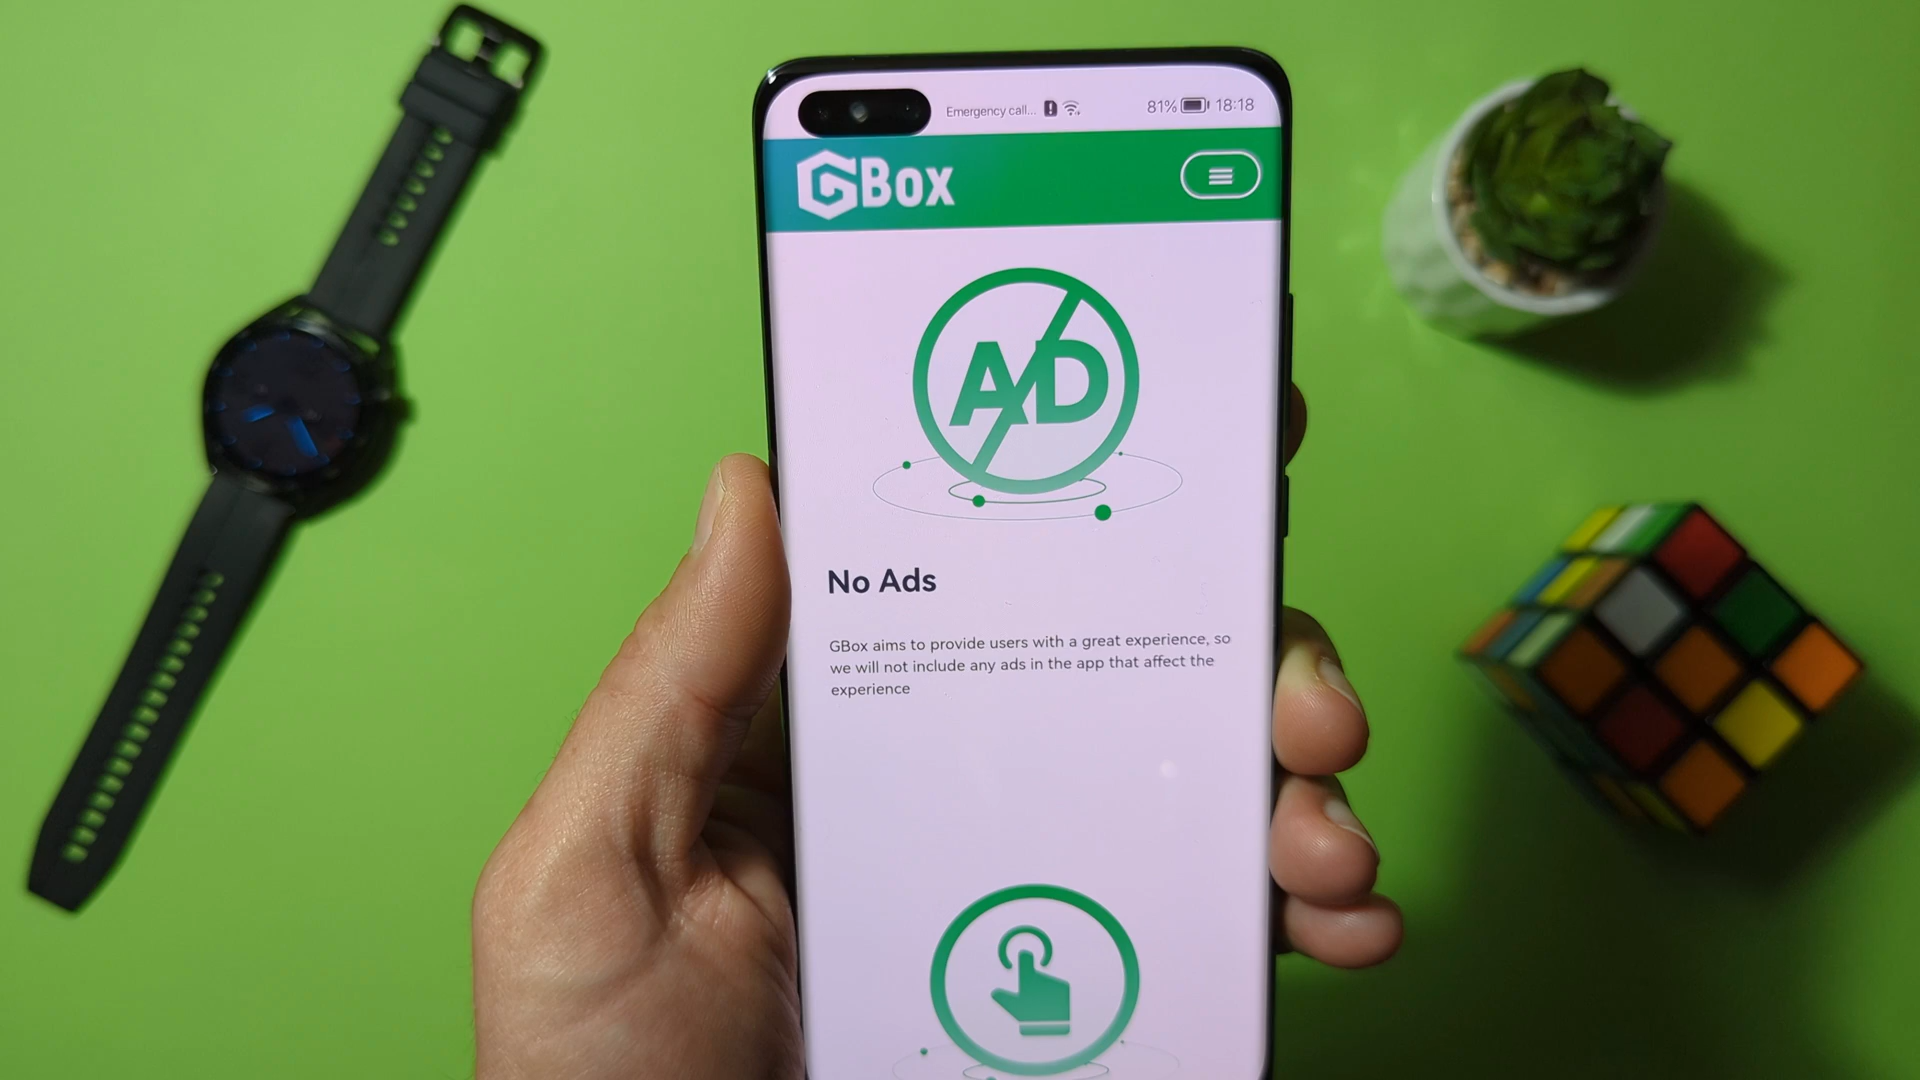 Emergency call... 81% 18:18
GBox
AD
No Ads
GBox aims to provide users with a great experience, so
we will not include any ads in the app that affect the
experience